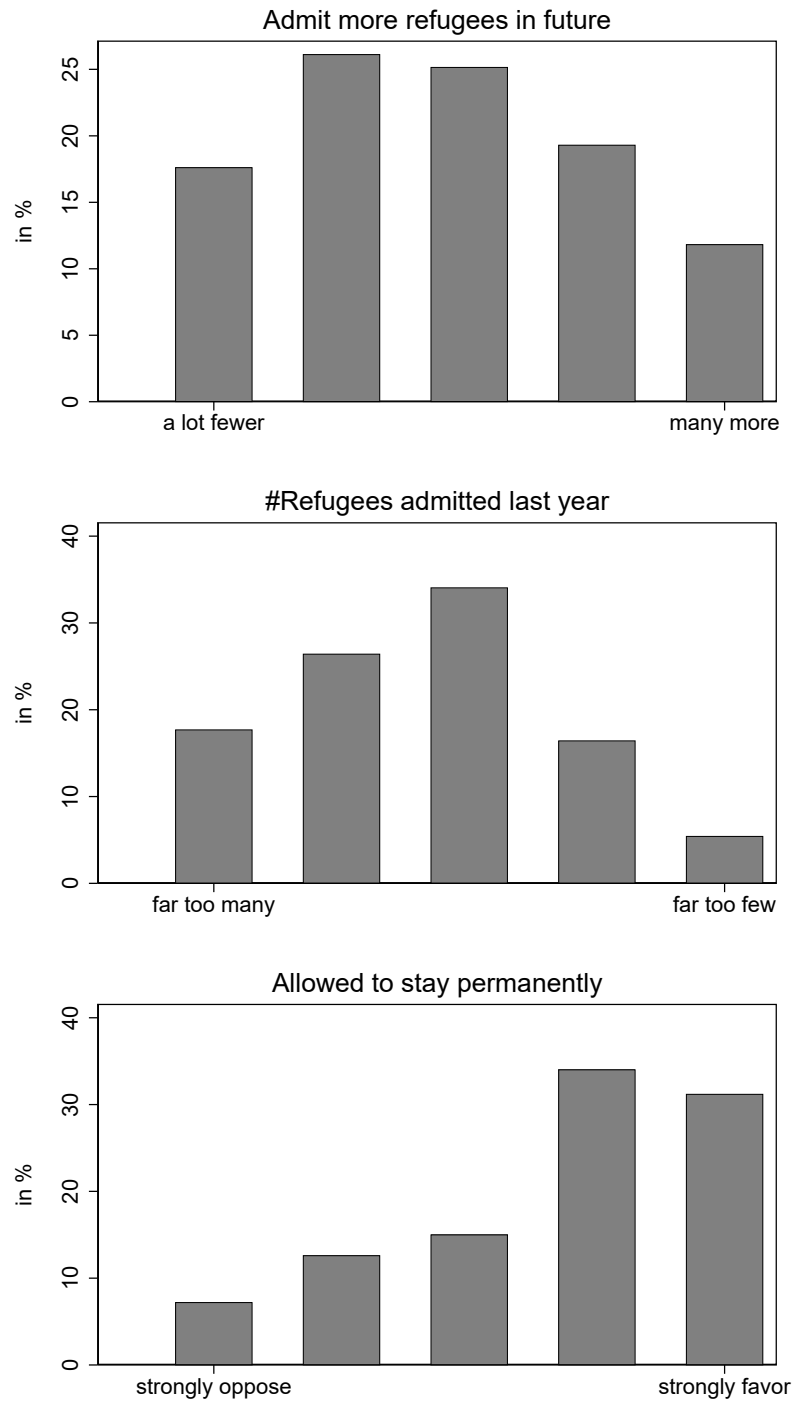 Admit more refugees in future
25
20
15
10
5
0
in %
a lot fewer
many more
#Refugees admitted last year
40
30
20
10
0
in %
far too many
far too few
Allowed to stay permanently
40
30
20
10
0
in %
strongly oppose
strongly favor